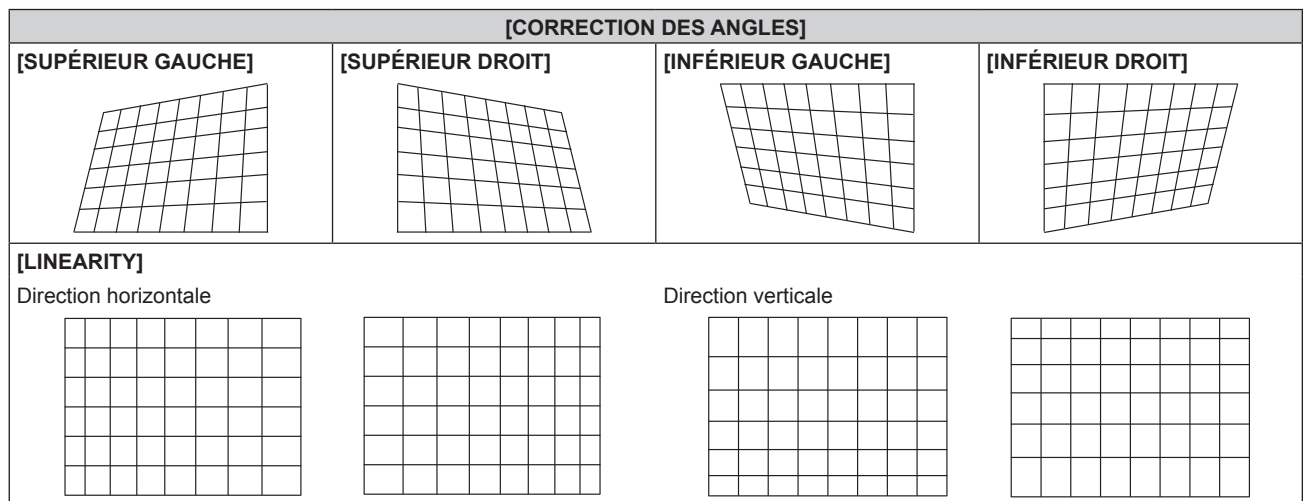 [CORRECTION DES ANGLES]
[SUPÉRIEUR GAUCHE] [SUPÉRIEUR DROIT] [INFÉRIEUR GAUCHE] [INFÉRIEUR DROIT]
[LINEARITY]
Direction horizontale Direction verticale